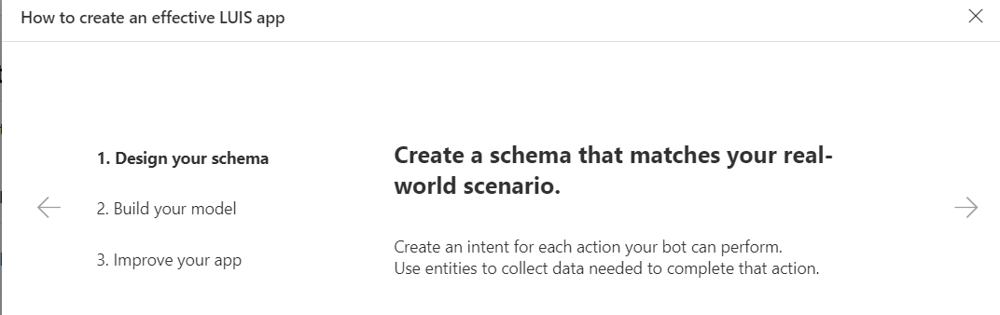 How to create an effective LUIS app
1. Design your schema
2. Build your model
3. Improve your app
Create a schema that matches your real-
world scenario.
Create an intent for each action your bot can perform.
Use entities to collect data needed to complete that action.